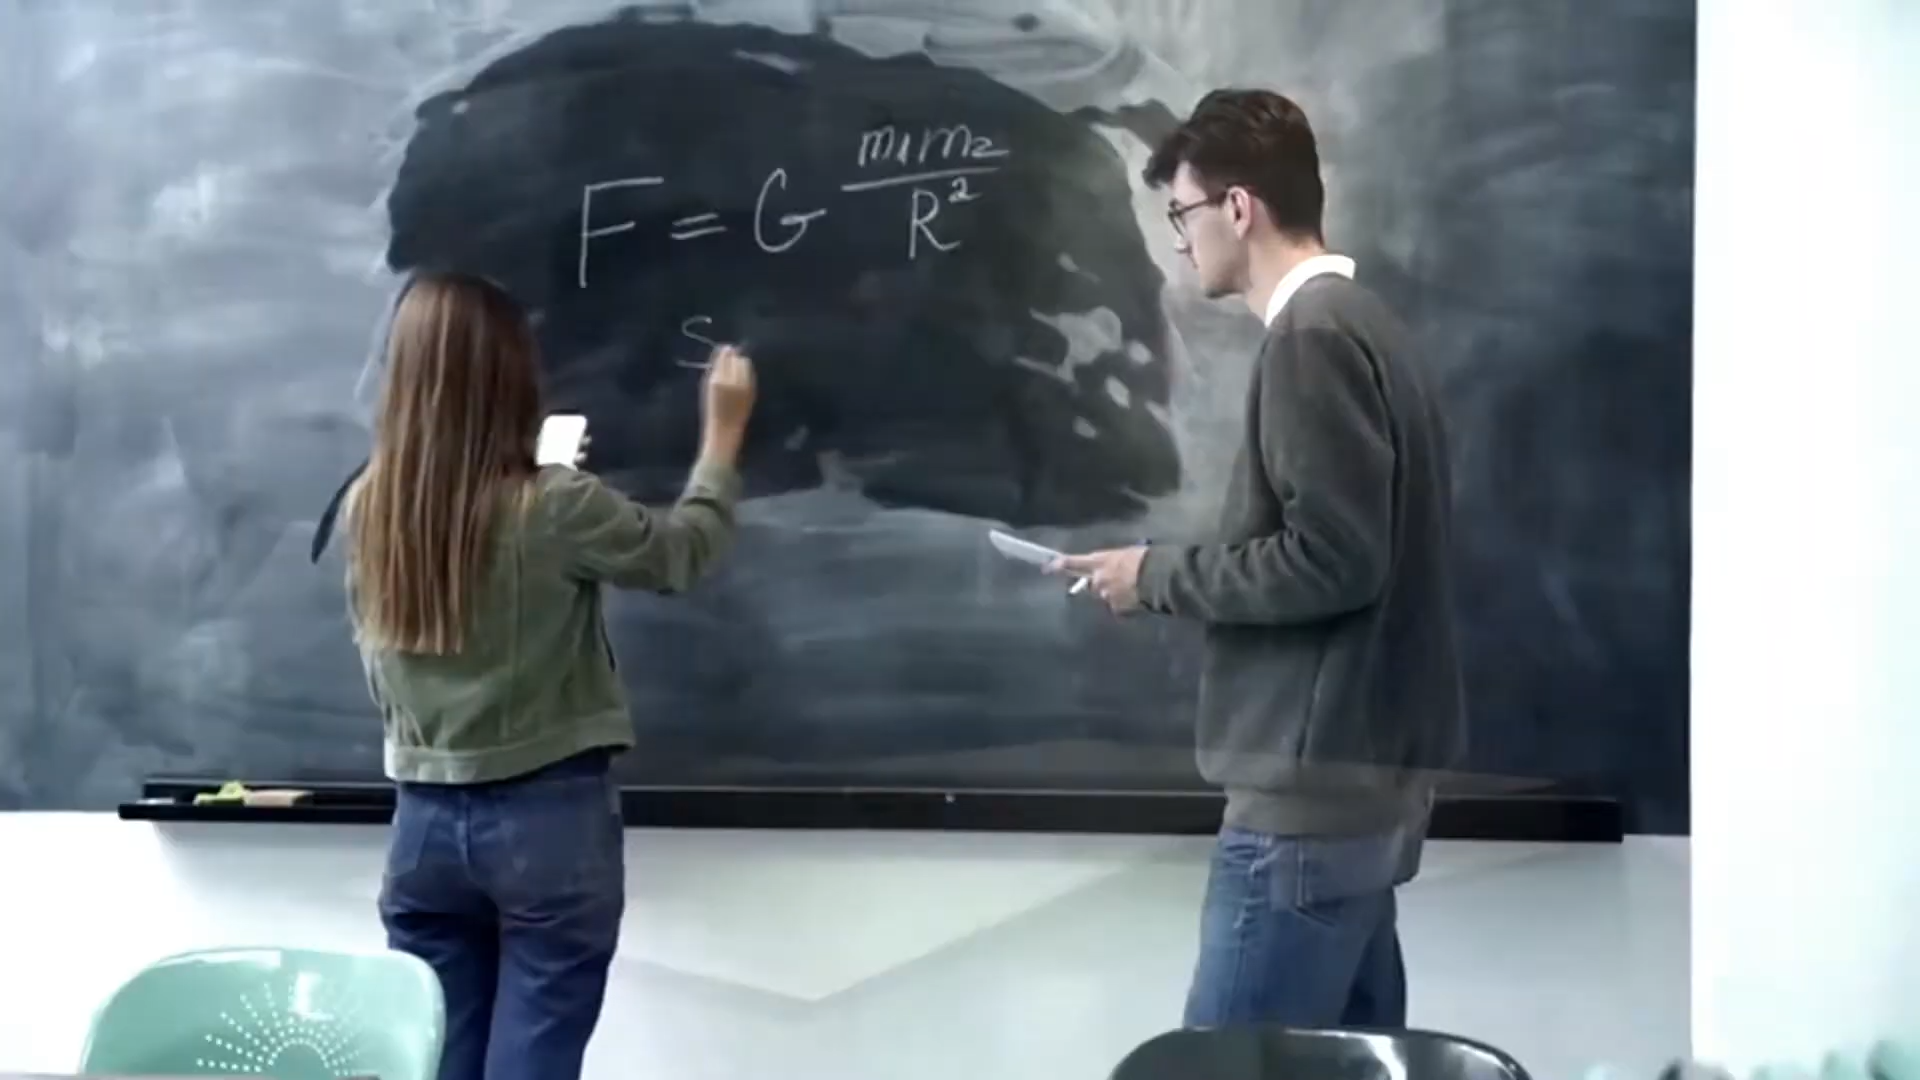 F = G m₁m₂/R²
S